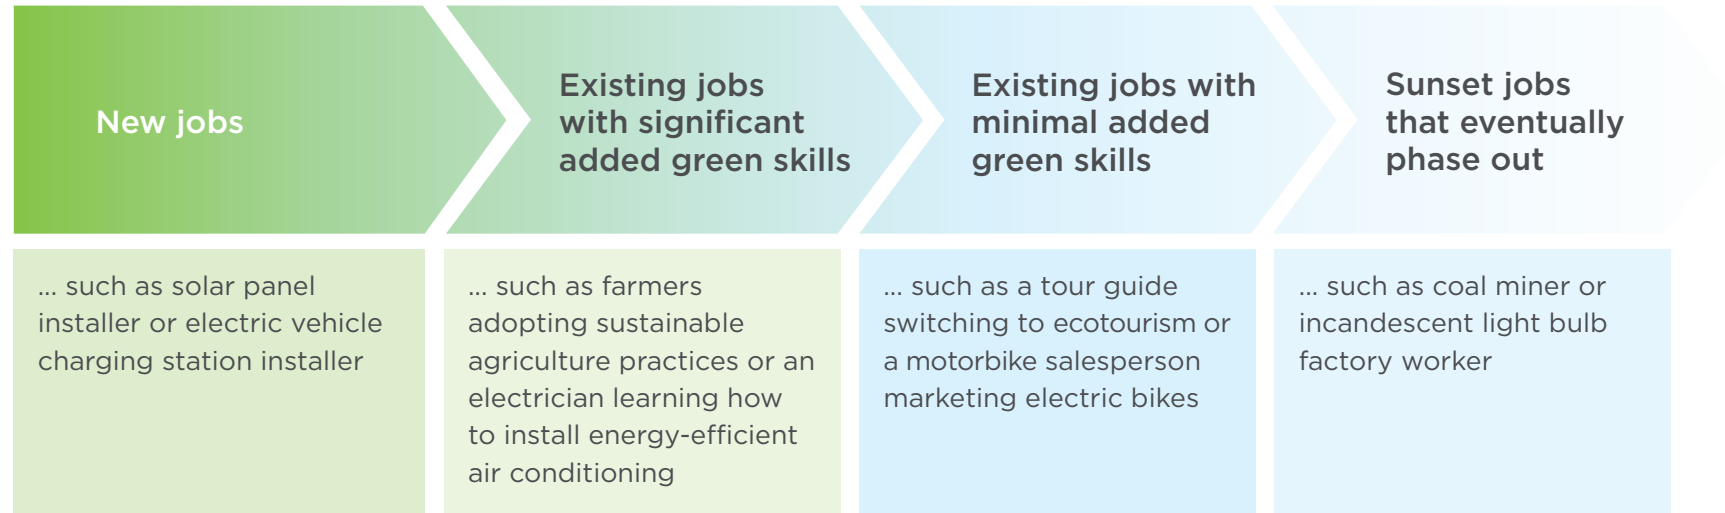 New jobs
Existing jobs
with significant
added green skills
Existing jobs with
minimal added
green skills
Sunset jobs
that eventually
phase out
... such as solar panel
installer or electric vehicle
charging station installer
... such as farmers
adopting sustainable
agriculture practices or an
electrician learning how
to install energy-efficient
air conditioning
... such as a tour guide
switching to ecotourism or
a motorbike salesperson
marketing electric bikes
... such as coal miner or
incandescent light bulb
factory worker